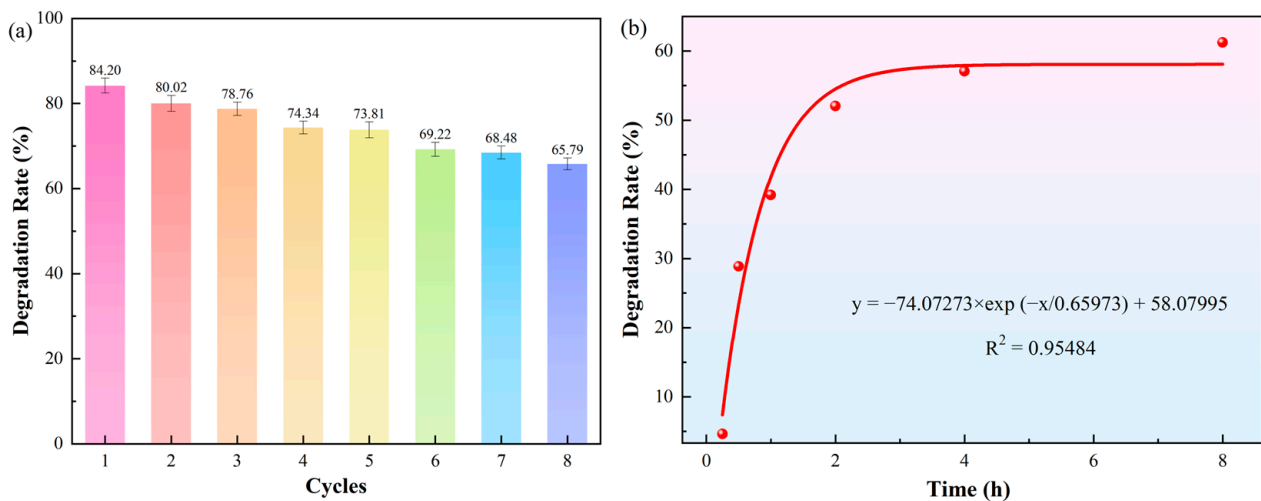 (a)
100
80
60
40
20
0
Degradation Rate (%)
84.20
80.02
78.76
74.34
73.81
69.22
68.48
65.79
1 2 3 4 5 6 7 8
Cycles
(b)
60
50
40
30
20
10
Degradation Rate (%)
y = −74.07273×exp (−x/0.65973) + 58.07995
R² = 0.95484
0 2 4 6 8
Time (h)